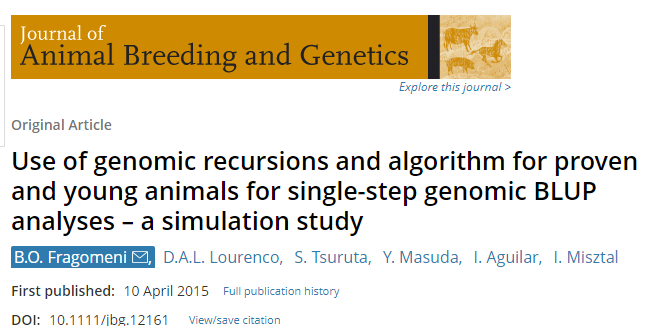 Journal of
Animal Breeding and Genetics
Explore this journal >
Original Article
Use of genomic recursions and algorithm for proven
and young animals for single-step genomic BLUP
analyses – a simulation study
B.O. Fragomeni, D.A.L. Lourenco, S. Tsuruta, Y. Masuda, I. Aguilar, I. Misztal
First published: 10 April 2015 Full publication history
DOI: 10.1111/jbg.12161 View/save citation